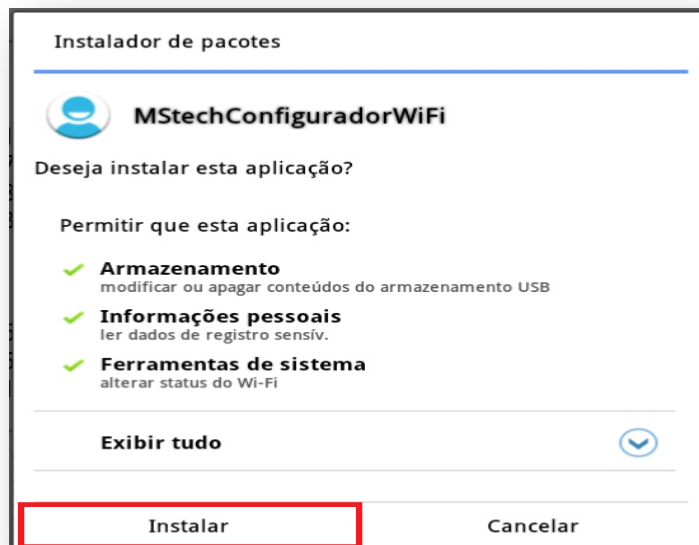 Instalador de pacotes
MStechConfiguradorWiFi
Deseja instalar esta aplicação?
Permitir que esta aplicação:
Armazenamento
modificar ou apagar conteúdos do armazenamento USB
Informações pessoais
ler dados de registro sensív.
Ferramentas de sistema
alterar status do Wi-Fi
Exibir tudo
Instalar Cancelar